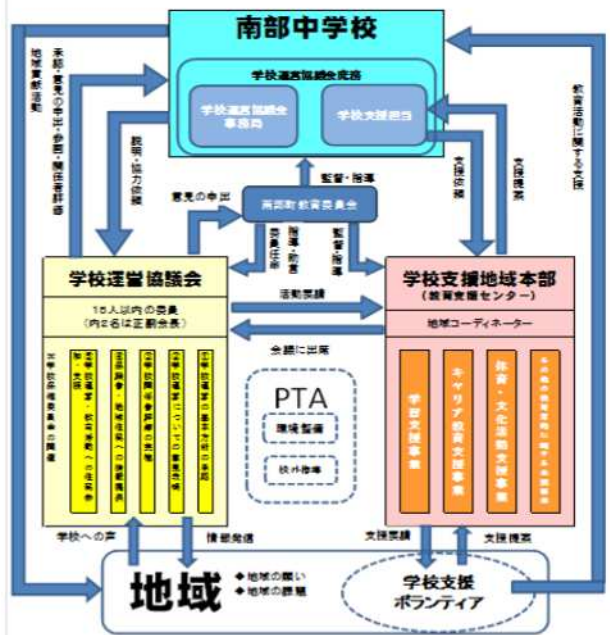 南部中学校
学校運営協議会庶務
学校運営協議会
事務局
学校支援担当
地域貢献活動
承認・意見の申出・参画・関係者評価
説明・協力依頼
意見の申出
監督・指導
南部町教育委員会
委員任命
指導・助言
監督・指導
支援依頼
支援提案
教育活動に関する支援
学校運営協議会
15人以内の委員
(内2名は正副会長)
活動要請
会議に出席
学校支援地域本部
(教育支援センター)
地域コーディネーター
学習支援事業
キャリア教育支援事業
体育・文化活動支援事業
PTA
環境整備
校外指導
学校への声
情報発信
支援要請
支援提案
地域
◆地域の願い
◆地域の課題
学校支援
ボランティア